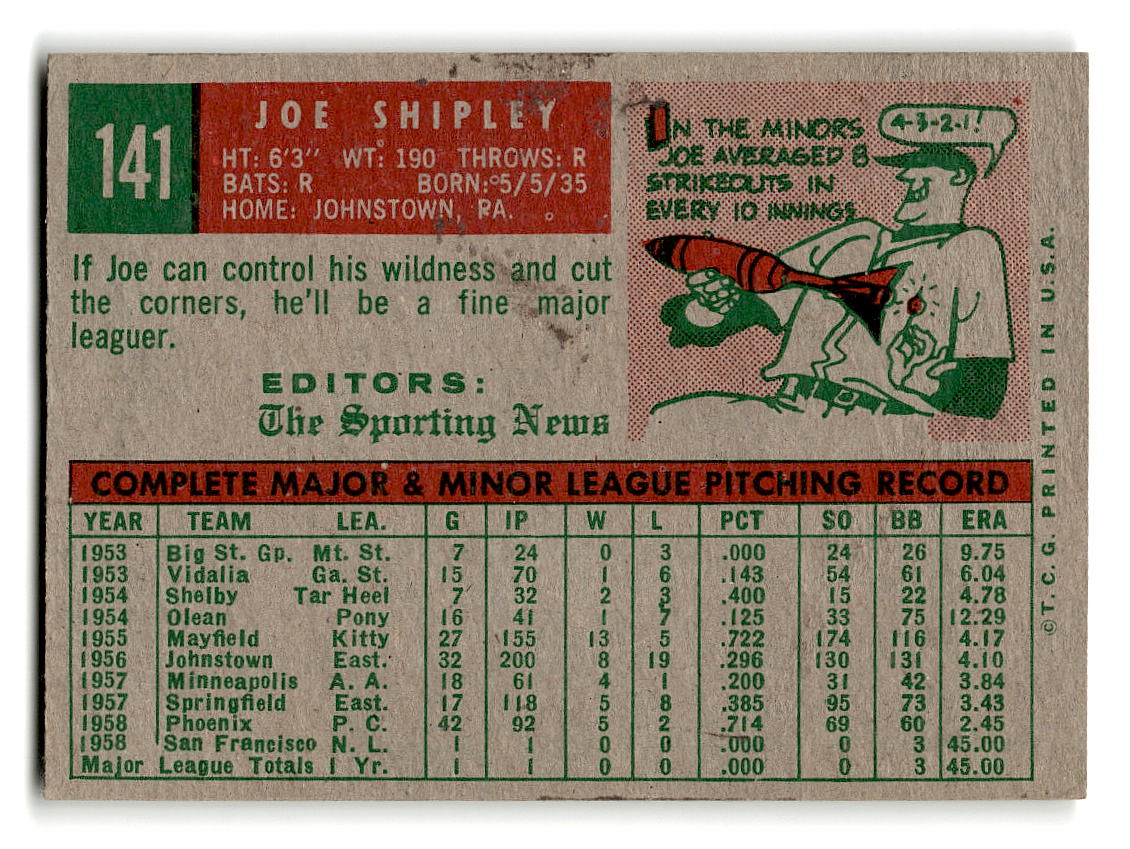 141
JOE SHIPLEY
HT: 6'3" WT: 190 THROWS: R
BATS: R BORN: 5/5/35
HOME: JOHNSTOWN, PA.
If Joe can control his wildness and cut
the corners, he'll be a fine major
leaguer.
EDITORS:
The Sporting News
IN THE MINORS
JOE AVERAGED 8
STRIKEOUTS IN
EVERY 10 INNINGS
4-3-2-1!
COMPLETE MAJOR & MINOR LEAGUE PITCHING RECORD
YEAR TEAM LEA. G IP W L PCT SO BB ERA
1953 Big St. Gp. Mt. St. 7 24 0 3 .000 24 26 9.75
1953 Vidalia Ga. St. 15 70 1 6 .143 54 61 6.04
1954 Shelby Tar Heel 7 32 2 3 .400 15 22 4.78
1954 Olean Pony 16 41 1 7 .125 33 75 12.29
1955 Mayfield Kitty 27 155 13 5 .722 174 116 4.17
1956 Johnstown East. 32 200 8 19 .296 130 131 4.10
1957 Minneapolis A. A. 18 61 4 1 .200 31 42 3.84
1957 Springfield East. 17 118 5 8 .385 95 73 3.43
1958 Phoenix P. C. 42 92 5 2 .714 69 60 2.45
1958 San Francisco N. L. 1 1 0 0 .000 0 3 45.00
Major League Totals 1 Yr. 1 1 0 0 .000 0 3 45.00
©T. C. G. PRINTED IN U.S.A.